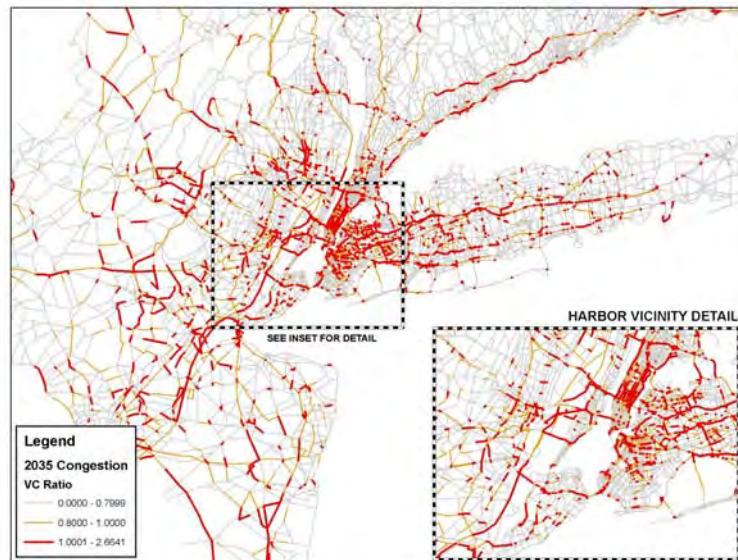 SEE INSET FOR DETAIL
HARBOR VICINITY DETAIL
Legend
2035 Congestion
VC Ratio
0.0000 - 0.7999
0.8000 - 1.0000
1.0001 - 2.6641